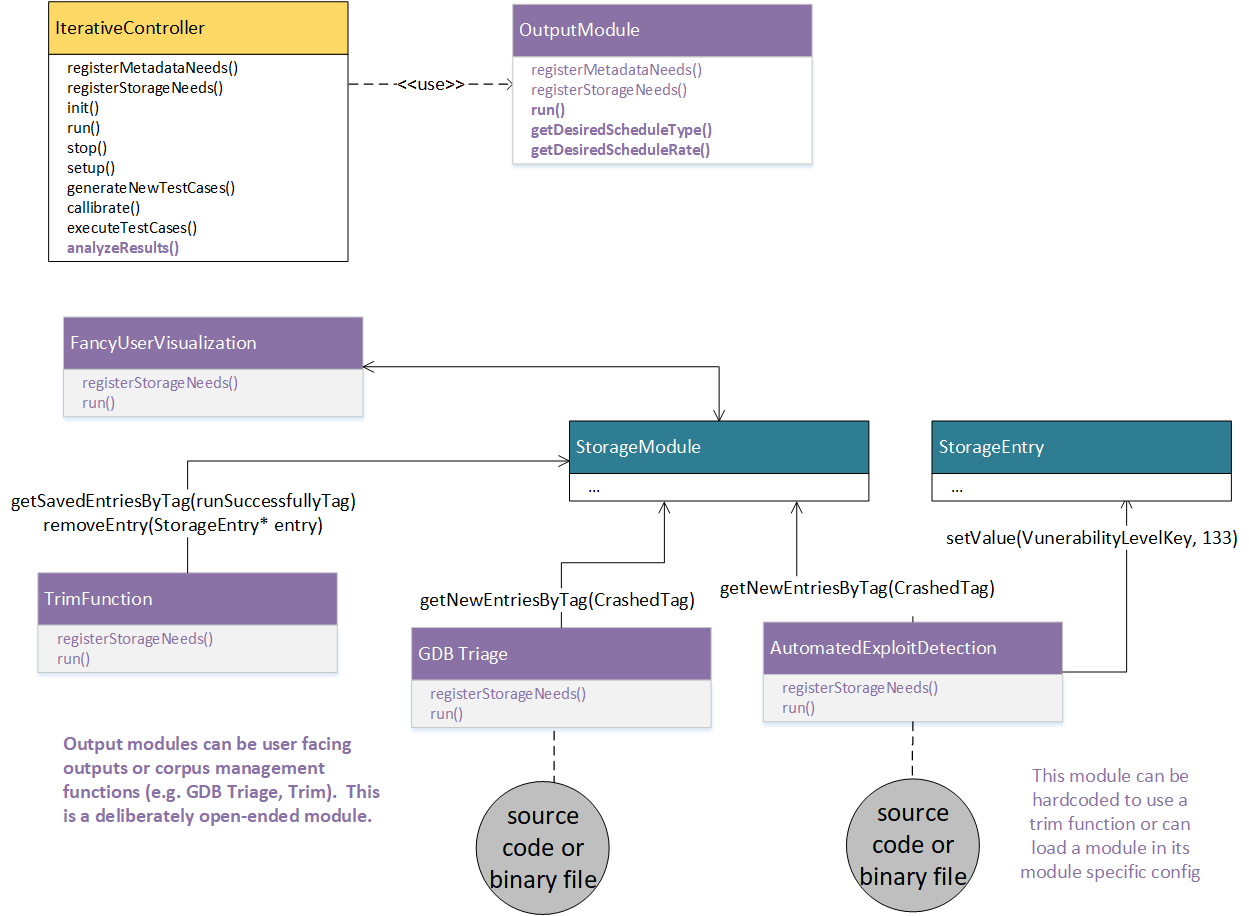 IterativeController
registerMetadataNeeds()
registerStorageNeeds()
init()
run()
stop()
setup()
generateNewTestCases()
callibrate()
executeTestCases()
analyzeResults()
<<use>>
OutputModule
registerMetadataNeeds()
registerStorageNeeds()
run()
getDesiredScheduleType()
getDesiredScheduleRate()
FancyUserVisualization
registerStorageNeeds()
run()
StorageModule
...
StorageEntry
...
getSavedEntriesByTag(runSuccessfullyTag)
removeEntry(StorageEntry* entry)
setValue(VunerabilityLevelKey, 133)
TrimFunction
registerStorageNeeds()
run()
getNewEntriesByTag(CrashedTag)
getNewEntriesByTag(CrashedTag)
GDB Triage
registerStorageNeeds()
run()
AutomatedExploitDetection
registerStorageNeeds()
run()
Output modules can be user facing
outputs or corpus management
functions (e.g. GDB Triage, Trim).  This
is a deliberately open-ended module.
source
code or
binary file
source
code or
binary file
This module can be
hardcoded to use a
trim function or can
load a module in its
module specific config